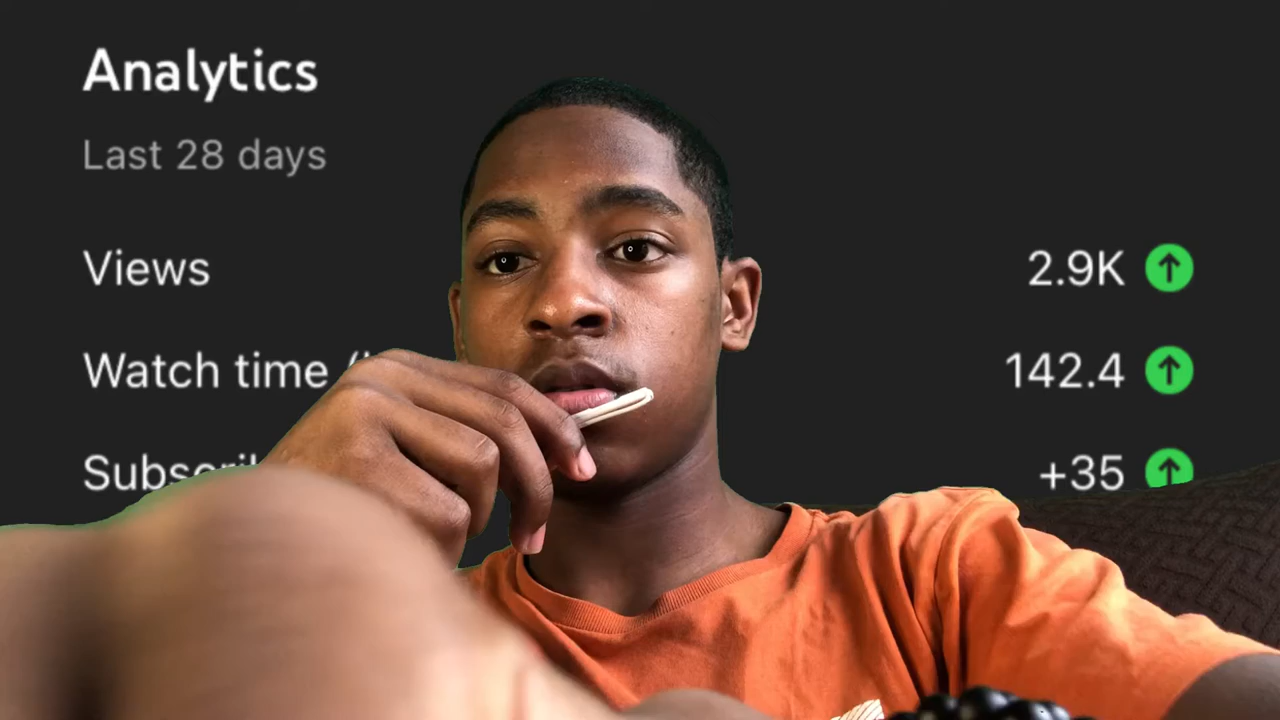 Analytics
Last 28 days
Views 2.9K
Watch time 142.4
+35